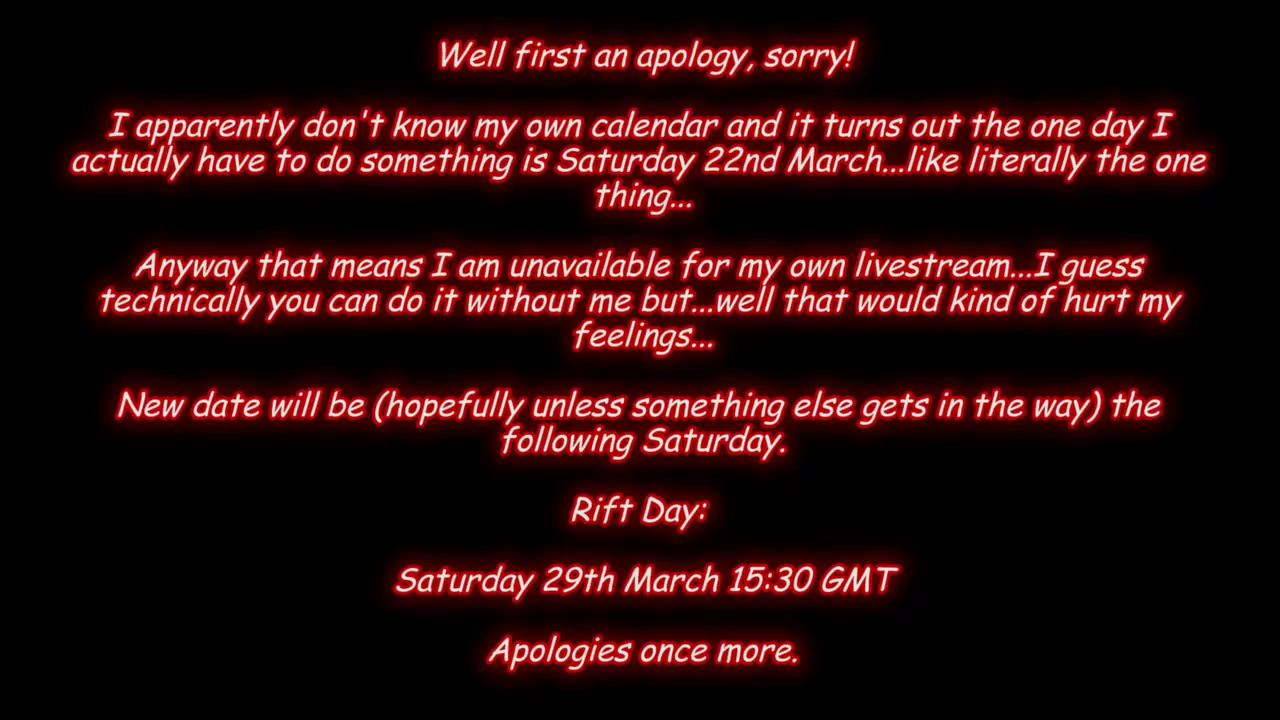 Well first an apology, sorry!
I apparently don't know my own calendar and it turns out the one day I
actually have to do something is Saturday 22nd March...like literally the one
thing...
Anyway that means I am unavailable for my own livestream...I guess
technically you can do it without me but...well that would kind of hurt my
feelings...
New date will be (hopefully unless something else gets in the way) the
following Saturday.
Rift Day:
Saturday 29th March 15:30 GMT
Apologies once more.